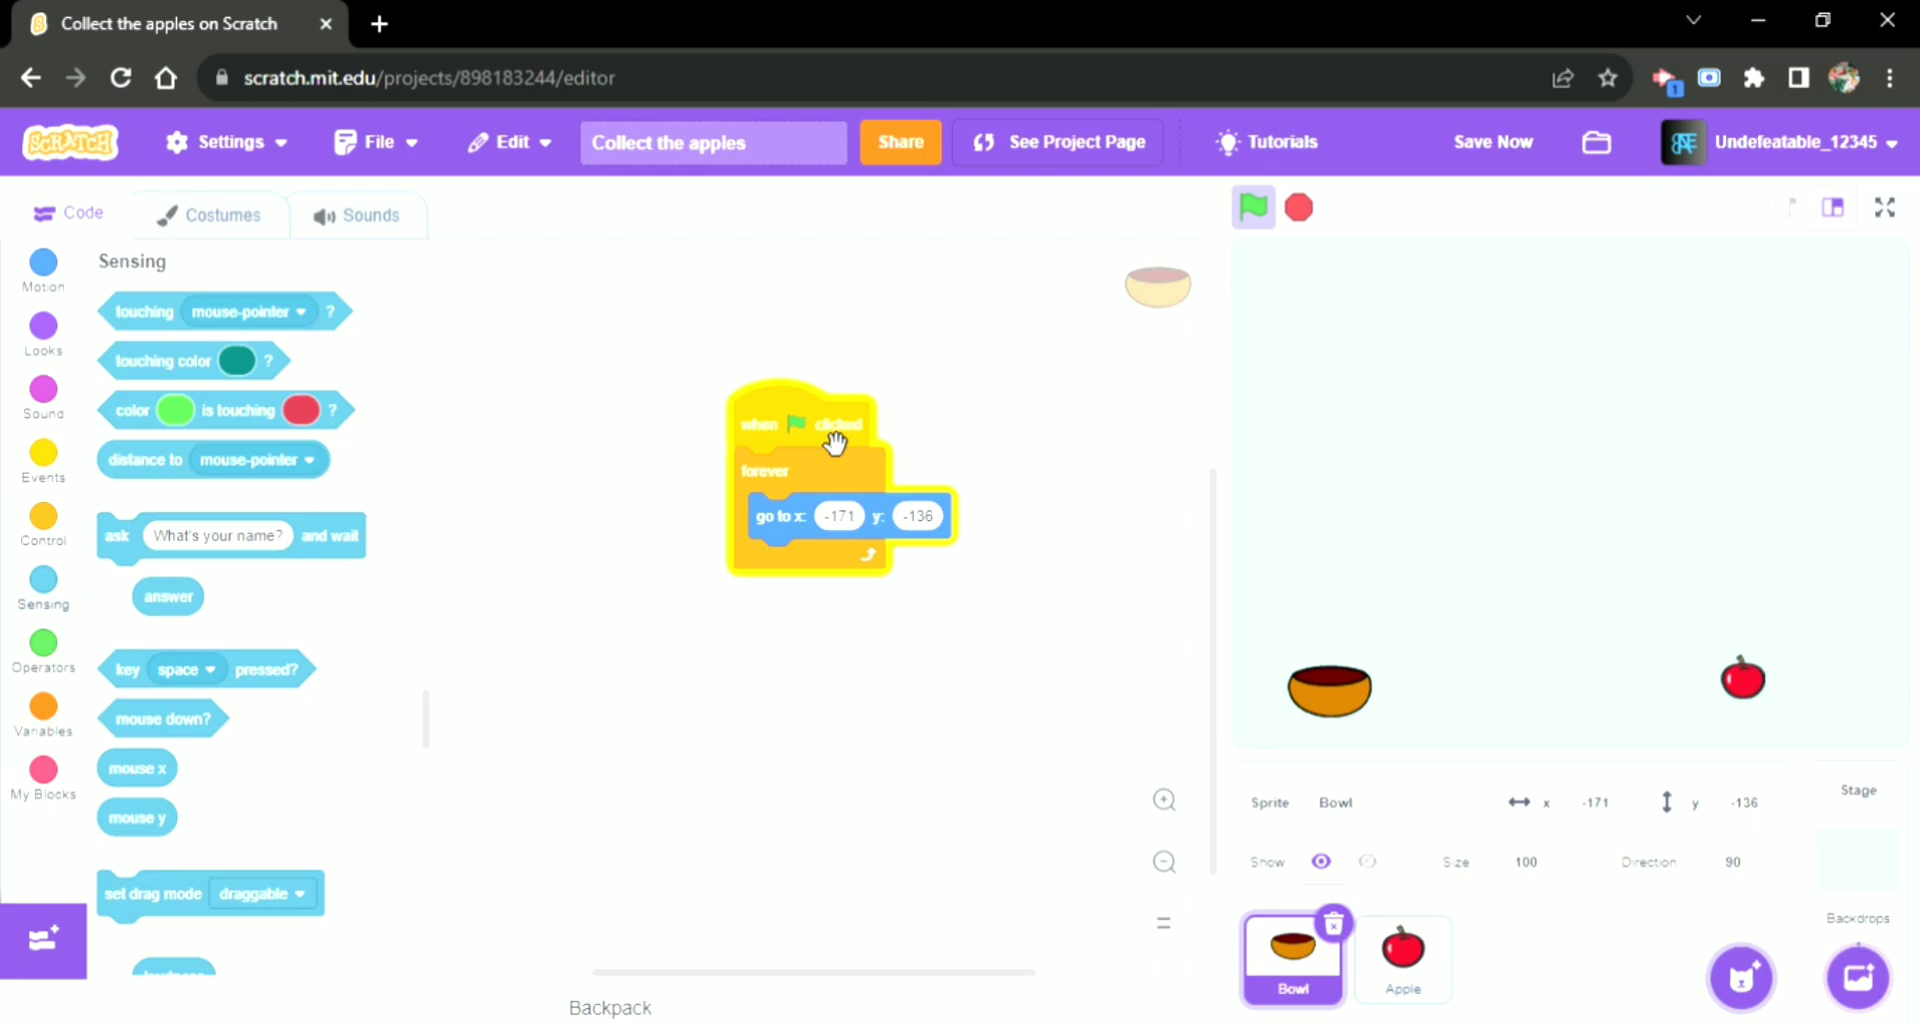 Collect the apples on Scratch
scratch.mit.edu/projects/898183244/editor
1
SCRATCH
Settings
File
Edit
Collect the apples
Share
See Project Page
Tutorials
Save Now
Undefeatable_12345
Code
Costumes
Sounds
Motion
Looks
Sound
Events
Control
Sensing
Operators
Variables
My Blocks
Sensing
touching mouse-pointer ?
touching color ?
color is touching ?
distance to mouse-pointer
ask What's your name? and wait
answer
key space pressed?
mouse down?
mouse x
mouse y
set drag mode draggable
when clicked
forever
go to x: -171 y: -136
Backpack
Sprite Bowl x -171 y -136
Show Size 100 Direction 90
Bowl
Apple
Stage
Backdrops